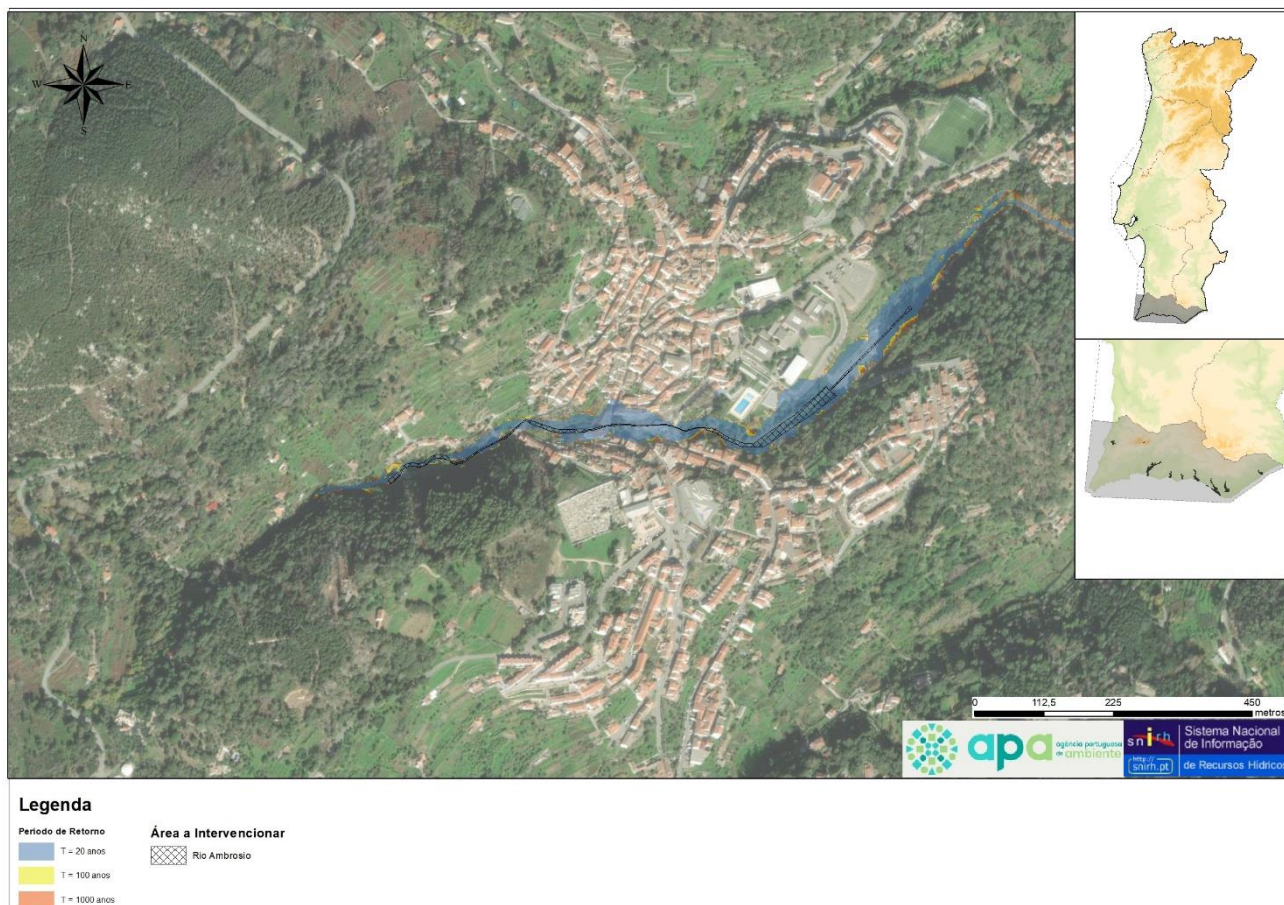 N
W
E
S
0
112,5
225
450
metros
apa
agência portuguesa
do ambiente
snirh
http://
snirh.pt
Sistema Nacional
de Informação
de Recursos Hídricos
Legenda
Periodo de Retorno
T = 20 anos
T = 100 anos
T = 1000 anos
Área a Intervencionar
Rio Ambrosio